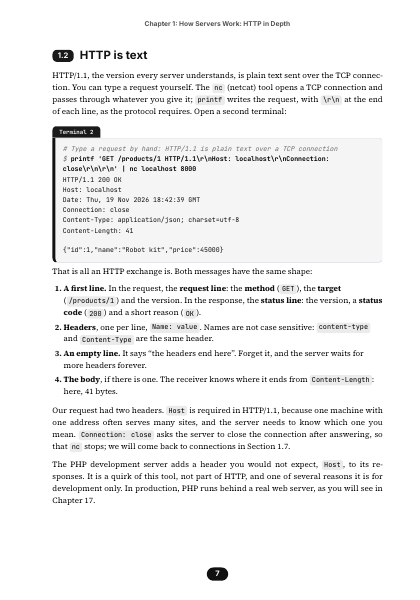 Chapter 1: How Servers Work: HTTP in Depth
1.2 HTTP is text
HTTP/1.1, the version every server understands, is plain text sent over the TCP connec-
tion. You can type a request yourself. The nc (netcat) tool opens a TCP connection and
passes through whatever you give it; printf writes the request, with \r\n at the end
of each line, as the protocol requires. Open a second terminal:
Terminal 2
# Type a request by hand: HTTP/1.1 is plain text over a TCP connection
$ printf 'GET /products/1 HTTP/1.1\r\nHost: localhost\r\nConnection:
close\r\n\r\n' | nc localhost 8000
HTTP/1.1 200 OK
Host: localhost
Date: Thu, 19 Nov 2026 18:42:39 GMT
Connection: close
Content-Type: application/json; charset=utf-8
Content-Length: 41
{"id":1,"name":"Robot kit","price":45000}
That is all an HTTP exchange is. Both messages have the same shape:
1. A first line. In the request, the request line: the method (GET), the target
(/products/1) and the version. In the response, the status line: the version, a status
code (200) and a short reason (OK).
2. Headers, one per line, Name: value. Names are not case sensitive: content-type
and Content-Type are the same header.
3. An empty line. It says “the headers end here”. Forget it, and the server waits for
more headers forever.
4. The body, if there is one. The receiver knows where it ends from Content-Length:
here, 41 bytes.
Our request had two headers. Host is required in HTTP/1.1, because one machine with
one address often serves many sites, and the server needs to know which one you
mean. Connection: close asks the server to close the connection after answering, so
that nc stops; we will come back to connections in Section 1.7.
The PHP development server adds a header you would not expect, Host, to its re-
sponses. It is a quirk of this tool, not part of HTTP, and one of several reasons it is for
development only. In production, PHP runs behind a real web server, as you will see in
Chapter 17.
7